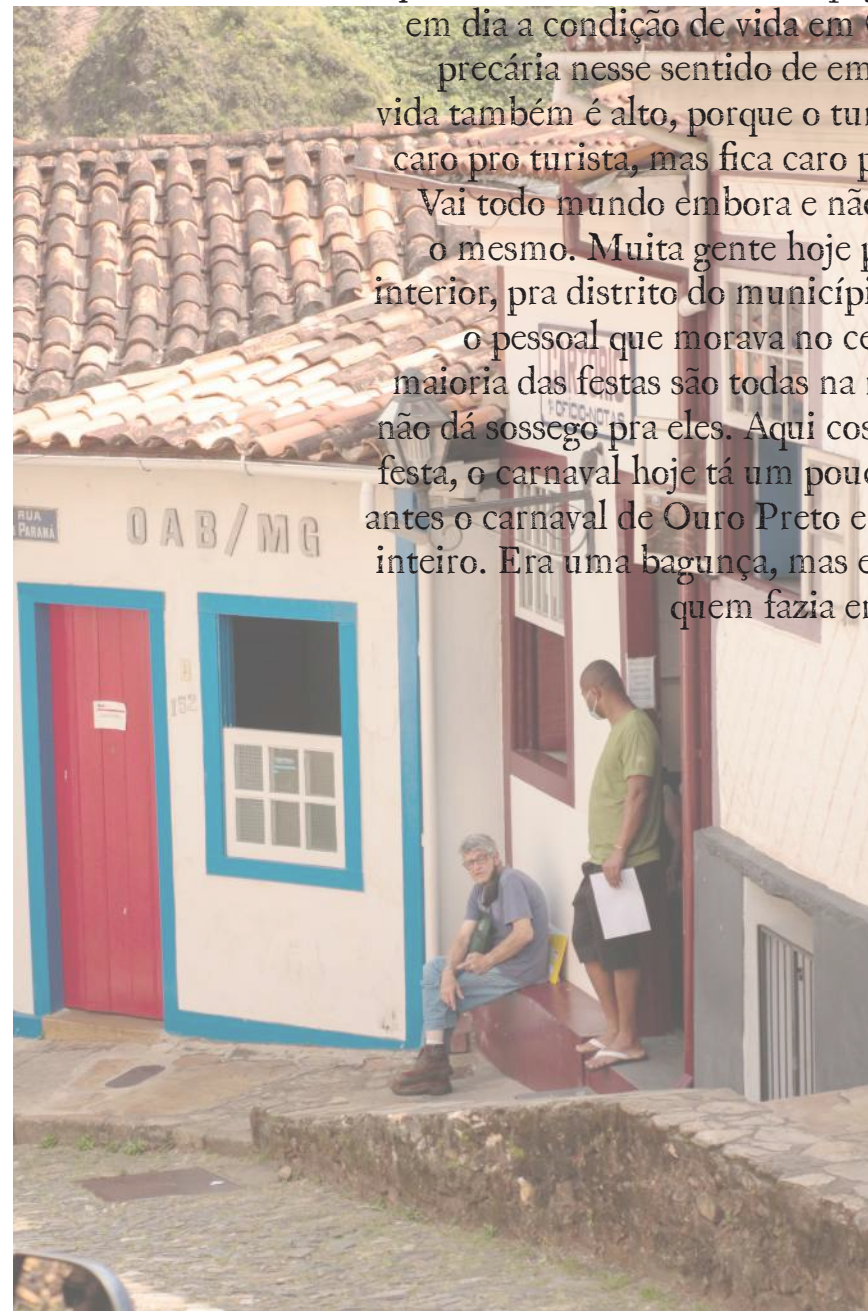 em dia a condição de vida em
precária nesse sentido de em
vida também é alto, porque o tu
caro pro turista, mas fica caro
Vai todo mundo embora e nã
o mesmo. Muita gente hoje
interior, pra distrito do municípi
o pessoal que morava no ce
maioria das festas são todas na
não dá sossego pra eles. Aqui cos
festa, o carnaval hoje tá um pou
antes o carnaval de Ouro Preto e
inteiro. Era uma bagunça, mas e
quem fazia e
CARTÓRIO
OFÍCIO-NOTAS
RUA
PARANÁ
OAB/MG
152